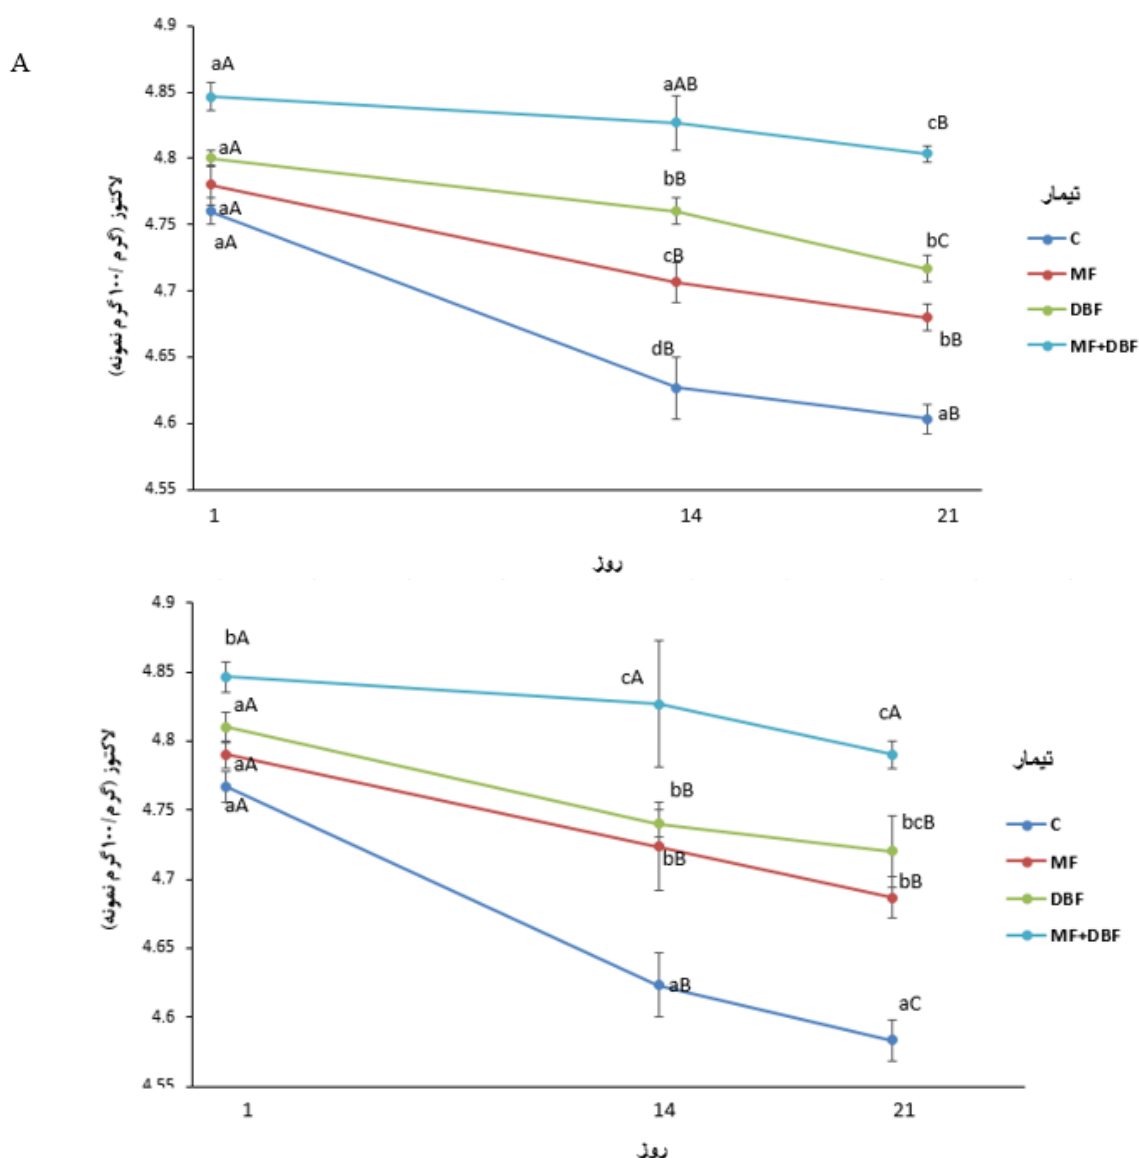 A
4.9
4.85
4.8
4.75
4.7
4.65
4.6
4.55
لاکتوز (گرم /۱۰۰ گرم نمونه)
aA
aA
aA
aA
aAB
bB
cB
dB
cB
bC
bB
aB
1 14 21
روز
تیمار
C
MF
DBF
MF+DBF
4.9
4.85
4.8
4.75
4.7
4.65
4.6
4.55
لاکتوز (گرم/۱۰۰ گرم نمونه)
bA
aA
aA
aA
cA
bB
bB
aB
cA
bcB
bB
aC
1 14 21
روز
تیمار
C
MF
DBF
MF+DBF